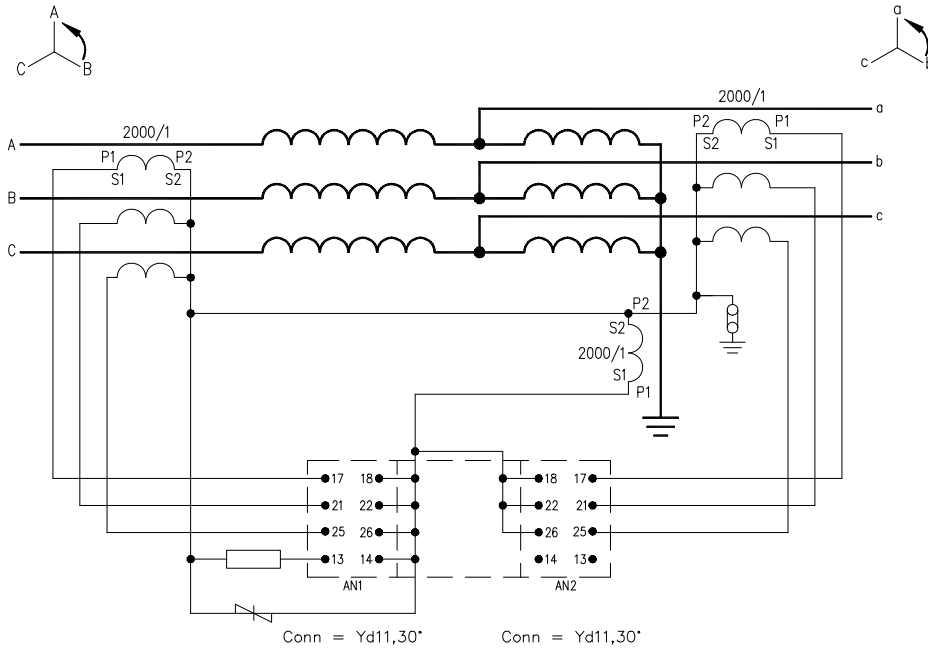 A
C
B
a
c
b
2000/1
a
2000/1
A
P2
P1
S2
S1
P1
P2
S1
S2
b
B
c
C
P2
S2
2000/1
S1
P1
17
18
18
17
21
22
22
21
25
26
26
25
13
14
14
13
AN1
AN2
Conn = Yd11,30°
Conn = Yd11,30°